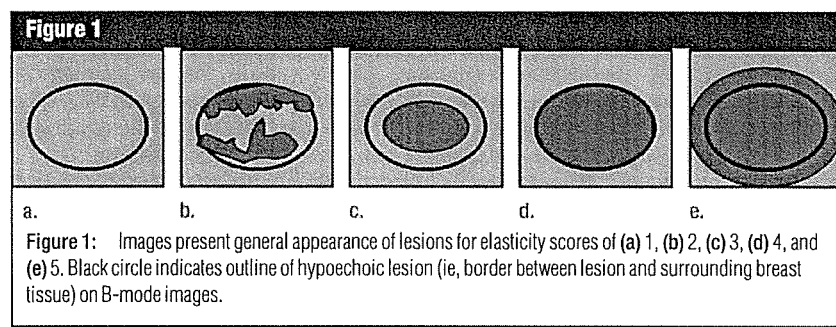 Figure 1
a. b. c. d. e.
Figure 1: Images present general appearance of lesions for elasticity scores of (a) 1, (b) 2, (c) 3, (d) 4, and
(e) 5. Black circle indicates outline of hypoechoic lesion (ie, border between lesion and surrounding breast
tissue) on B-mode images.